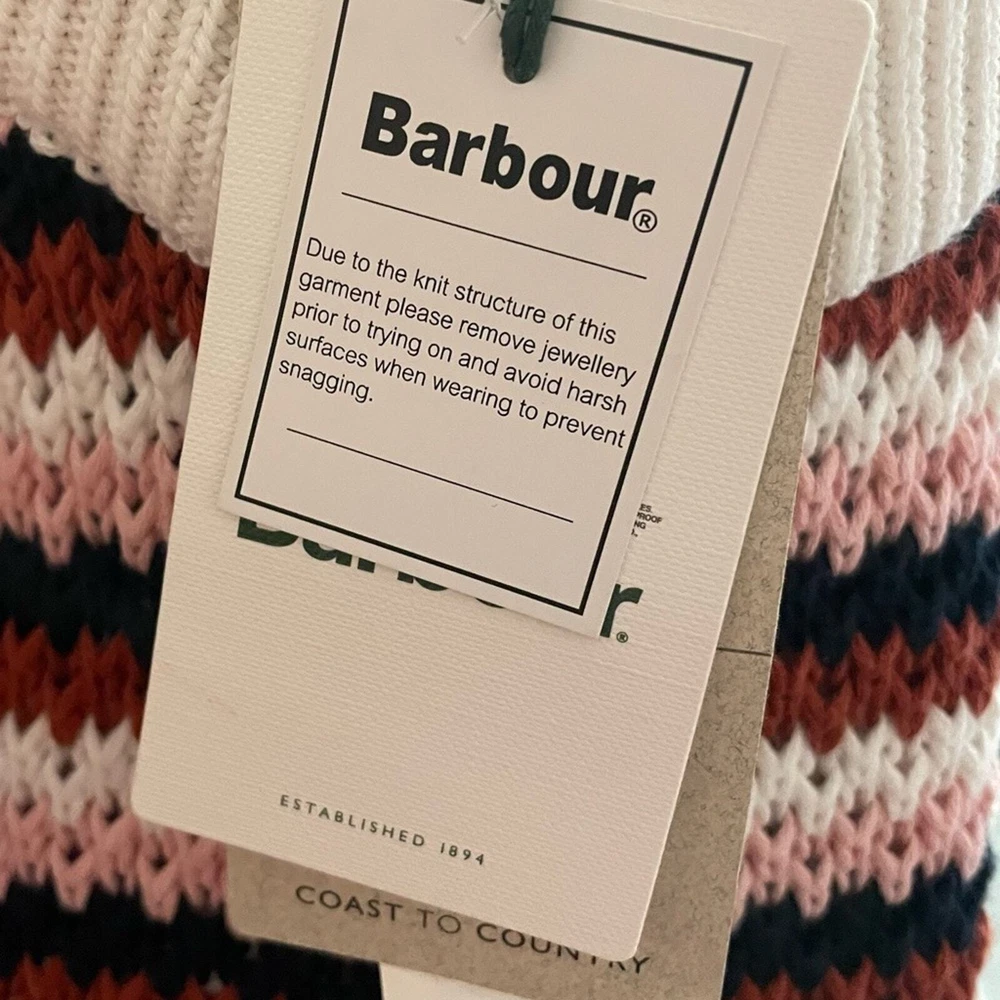 Barbour®
Due to the knit structure of this
garment please remove jewellery
prior to trying on and avoid harsh
surfaces when wearing to prevent
snagging.
Barbour®
ESTABLISHED 1894
COAST TO COUNTRY